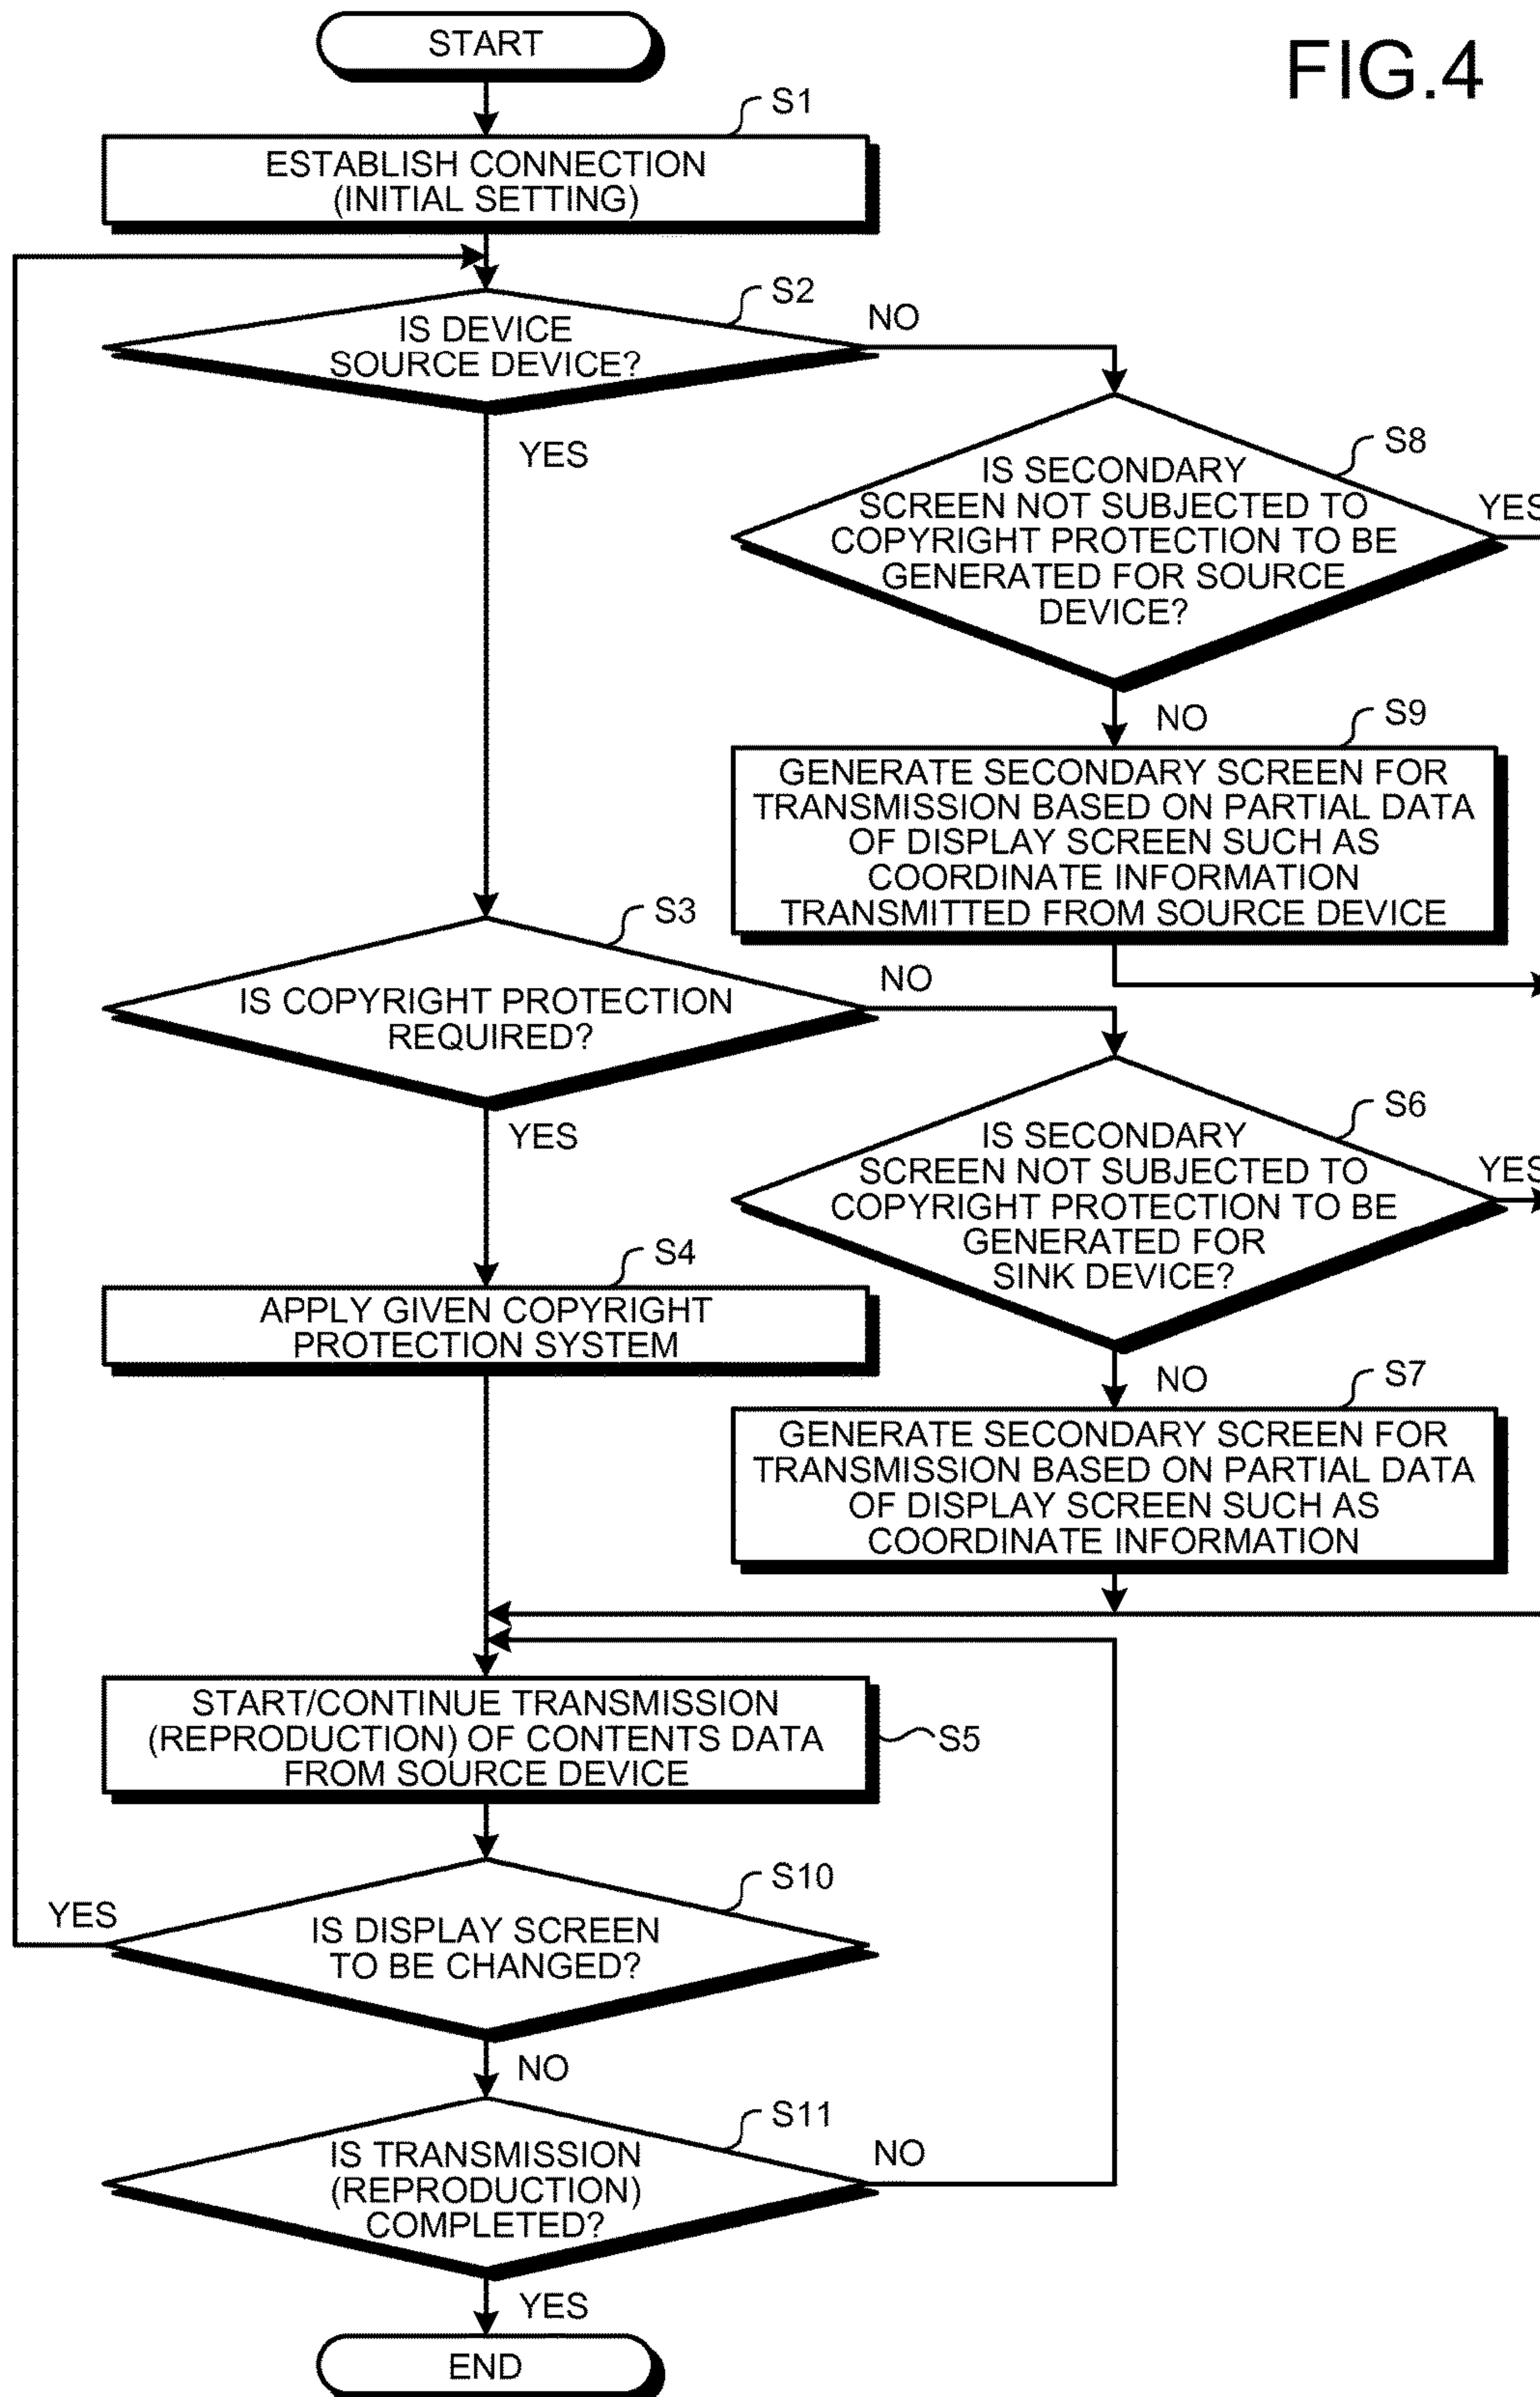 FIG.4
START
S1
ESTABLISH CONNECTION
(INITIAL SETTING)
S2
IS DEVICE
SOURCE DEVICE?
NO
YES
S8
IS SECONDARY
SCREEN NOT SUBJECTED TO
COPYRIGHT PROTECTION TO BE
GENERATED FOR SOURCE
DEVICE?
YES
NO
S9
GENERATE SECONDARY SCREEN FOR
TRANSMISSION BASED ON PARTIAL DATA
OF DISPLAY SCREEN SUCH AS
COORDINATE INFORMATION
TRANSMITTED FROM SOURCE DEVICE
S3
IS COPYRIGHT PROTECTION
REQUIRED?
NO
YES
S6
IS SECONDARY
SCREEN NOT SUBJECTED TO
COPYRIGHT PROTECTION TO BE
GENERATED FOR
SINK DEVICE?
YES
NO
S4
APPLY GIVEN COPYRIGHT
PROTECTION SYSTEM
S7
GENERATE SECONDARY SCREEN FOR
TRANSMISSION BASED ON PARTIAL DATA
OF DISPLAY SCREEN SUCH AS
COORDINATE INFORMATION
START/CONTINUE TRANSMISSION
(REPRODUCTION) OF CONTENTS DATA
FROM SOURCE DEVICE
S5
S10
IS DISPLAY SCREEN
TO BE CHANGED?
YES
NO
S11
IS TRANSMISSION
(REPRODUCTION)
COMPLETED?
NO
YES
END